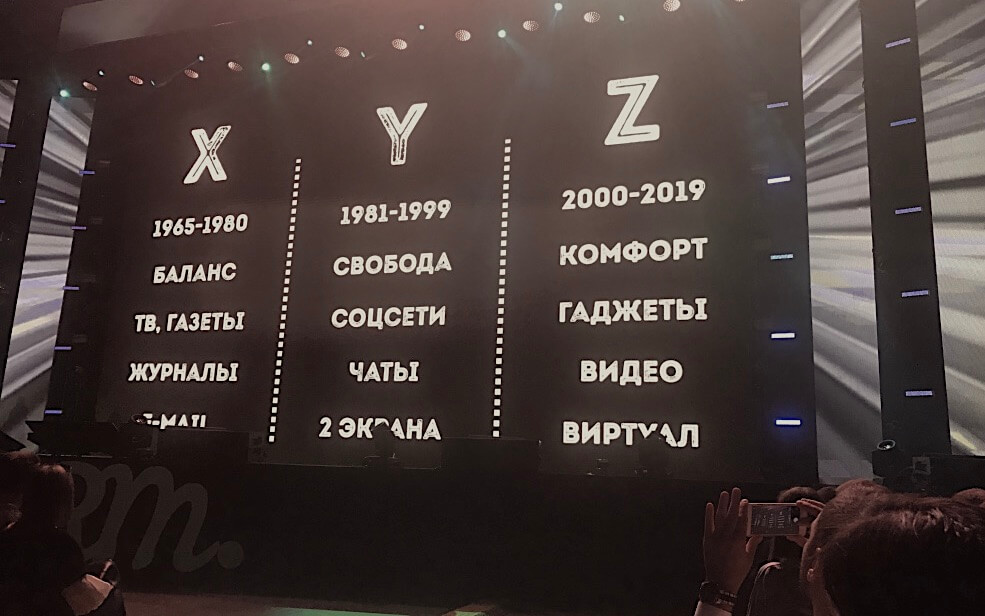 X
1965-1980
БАЛАНС
ТВ, ГАЗЕТЫ
ЖУРНАЛЫ
E-MAIL
Y
1981-1999
СВОБОДА
СОЦСЕТИ
ЧАТЫ
2 ЭКРАНА
Z
2000-2019
КОМФОРТ
ГАДЖЕТЫ
ВИДЕО
ВИРТУАЛ